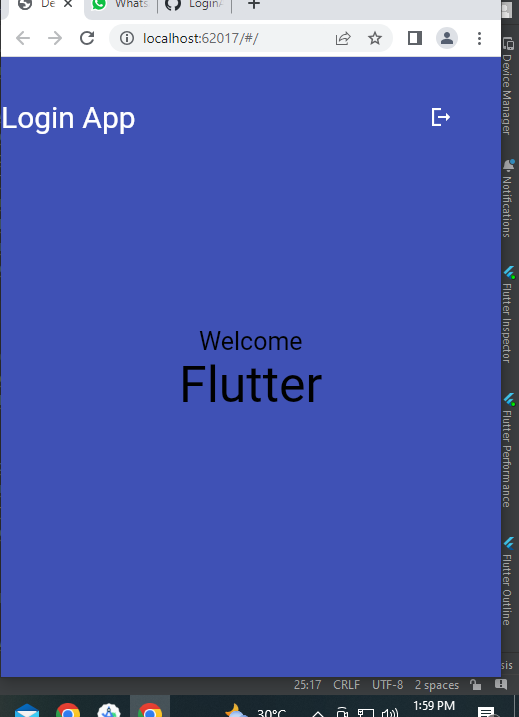 De
Whats
Login
localhost:62017/#/
Login App
Welcome
Flutter
Device Manager
Notifications
Flutter Inspector
Flutter Performance
Flutter Outline
sis
25:17 CRLF UTF-8 2 spaces
30°C
1:59 PM